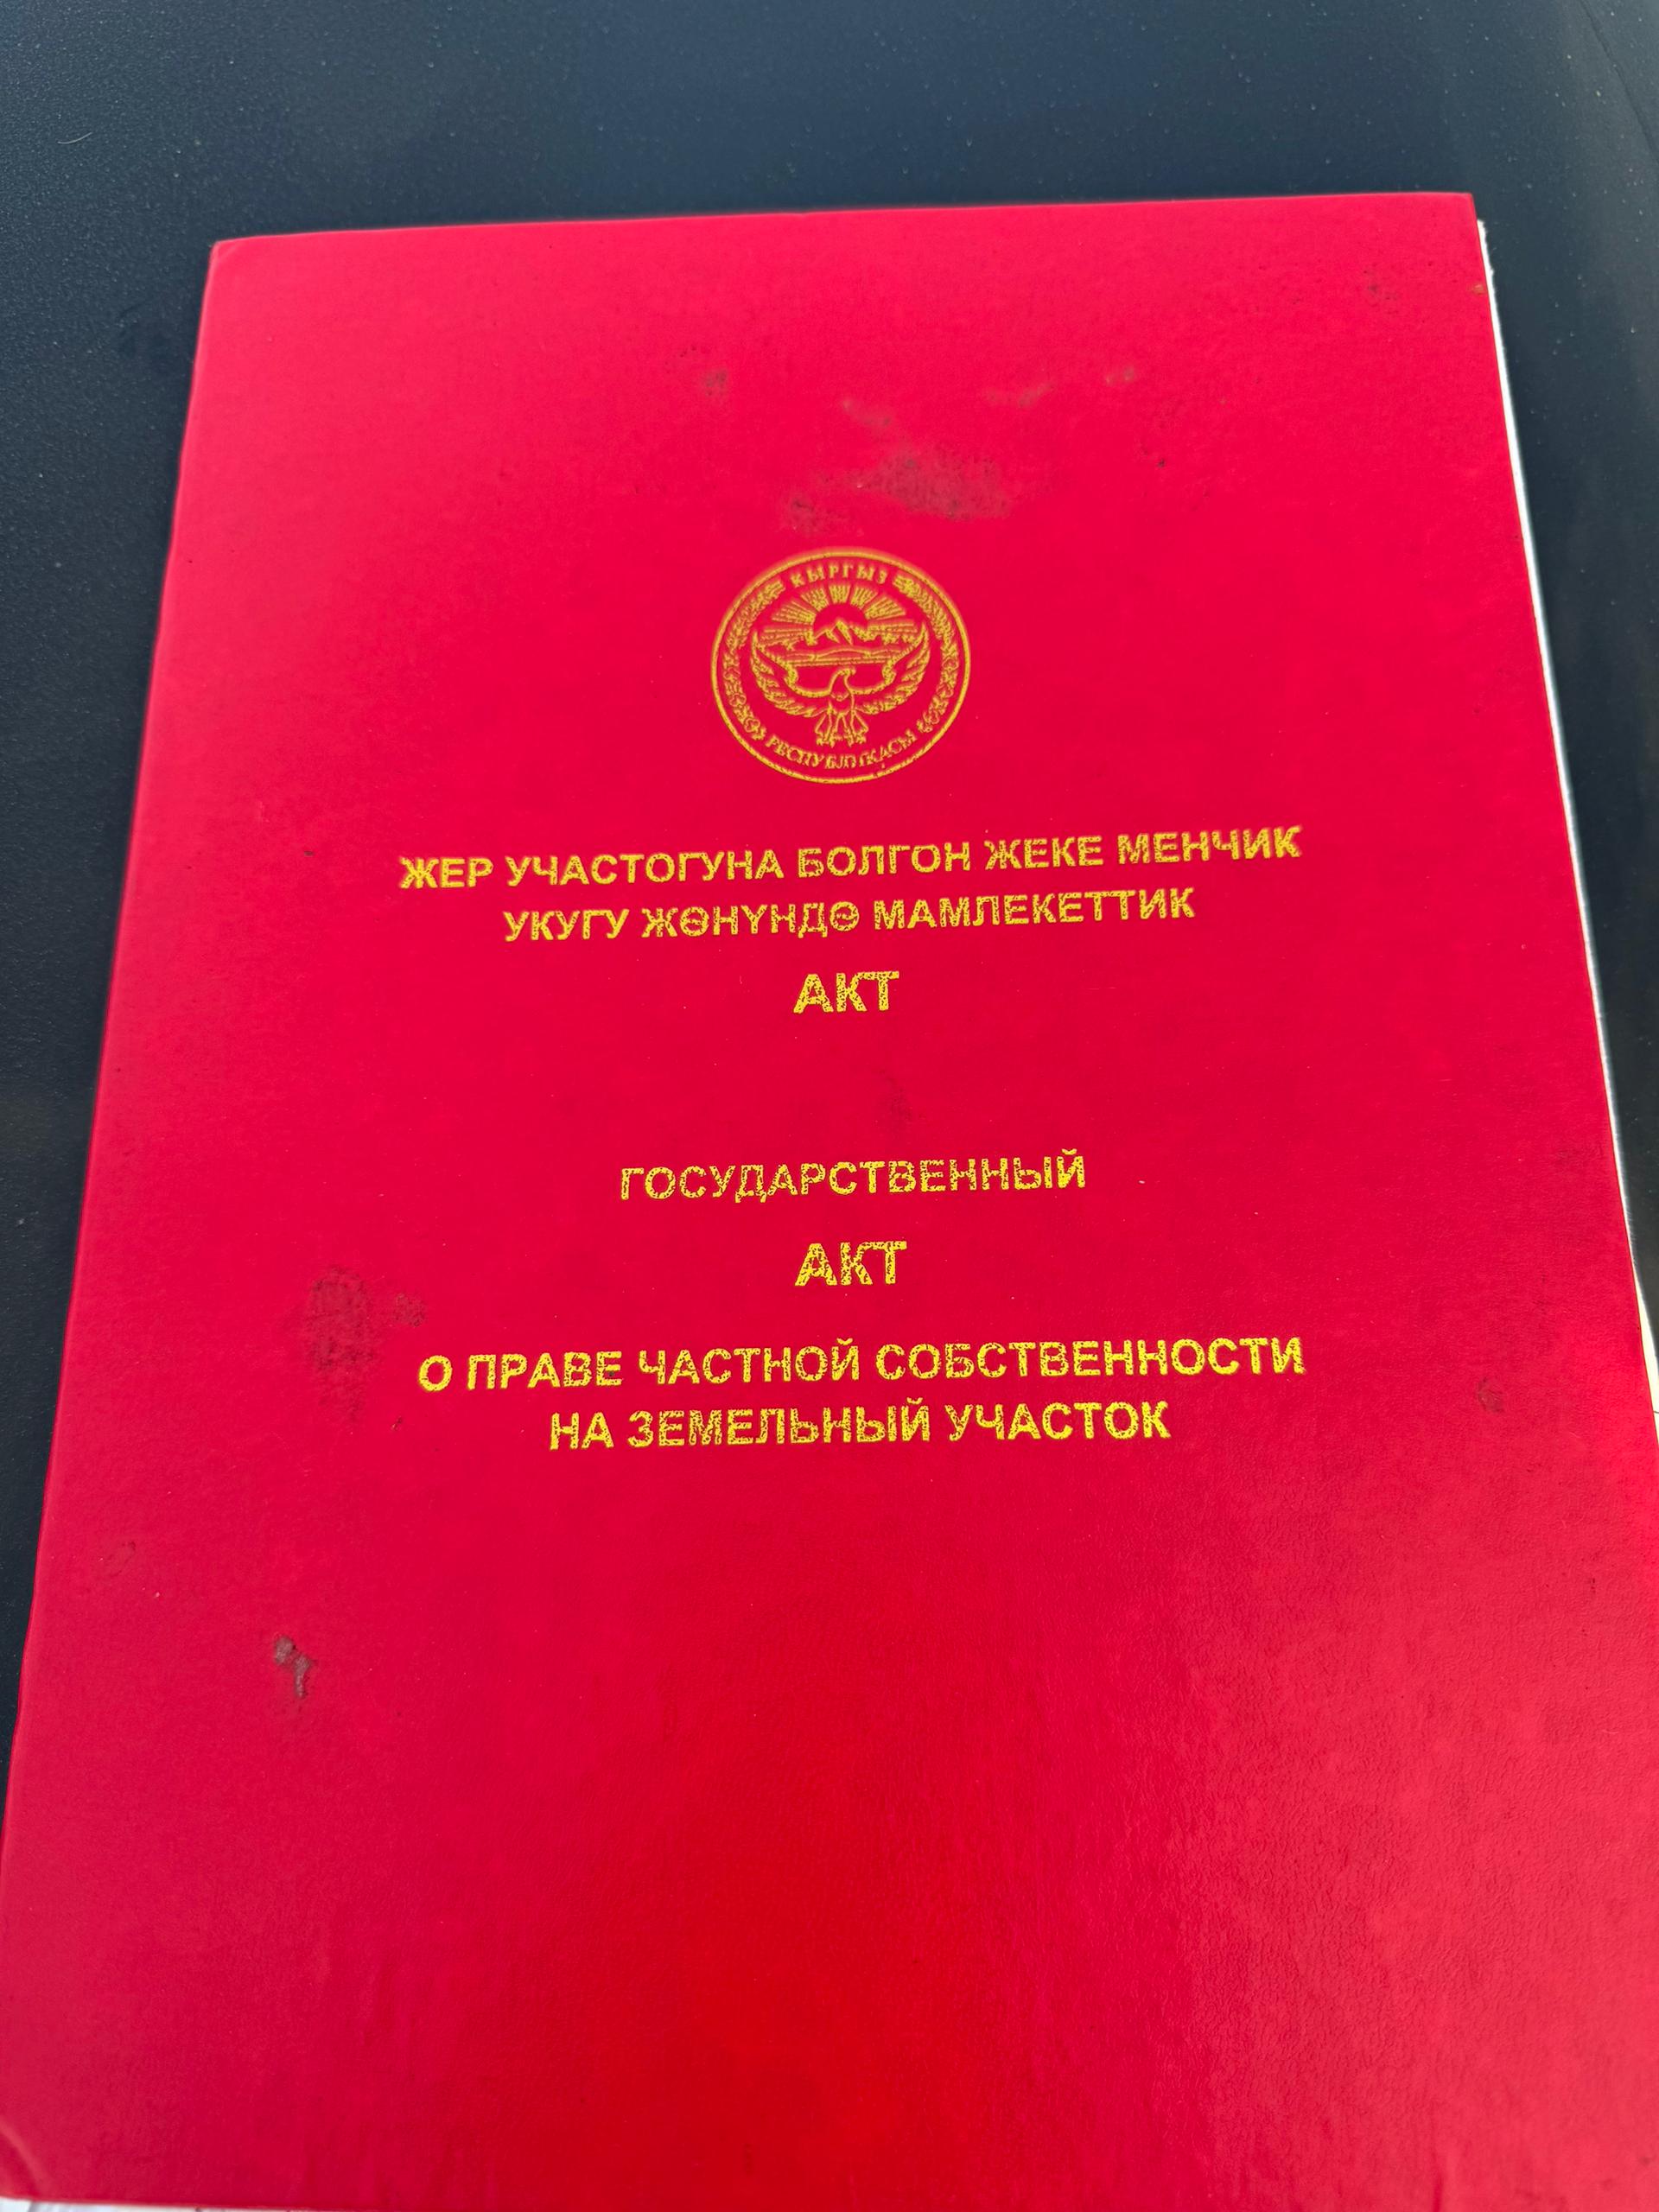 КЫРГЫЗ
РЕСПУБЛИКАСЫ
ЖЕР УЧАСТОГУНА БОЛГОН ЖЕКЕ МЕНЧИК
УКУГУ ЖӨНҮНДӨ МАМЛЕКЕТТИК
АКТ
ГОСУДАРСТВЕННЫЙ
АКТ
О ПРАВЕ ЧАСТНОЙ СОБСТВЕННОСТИ
НА ЗЕМЕЛЬНЫЙ УЧАСТОК